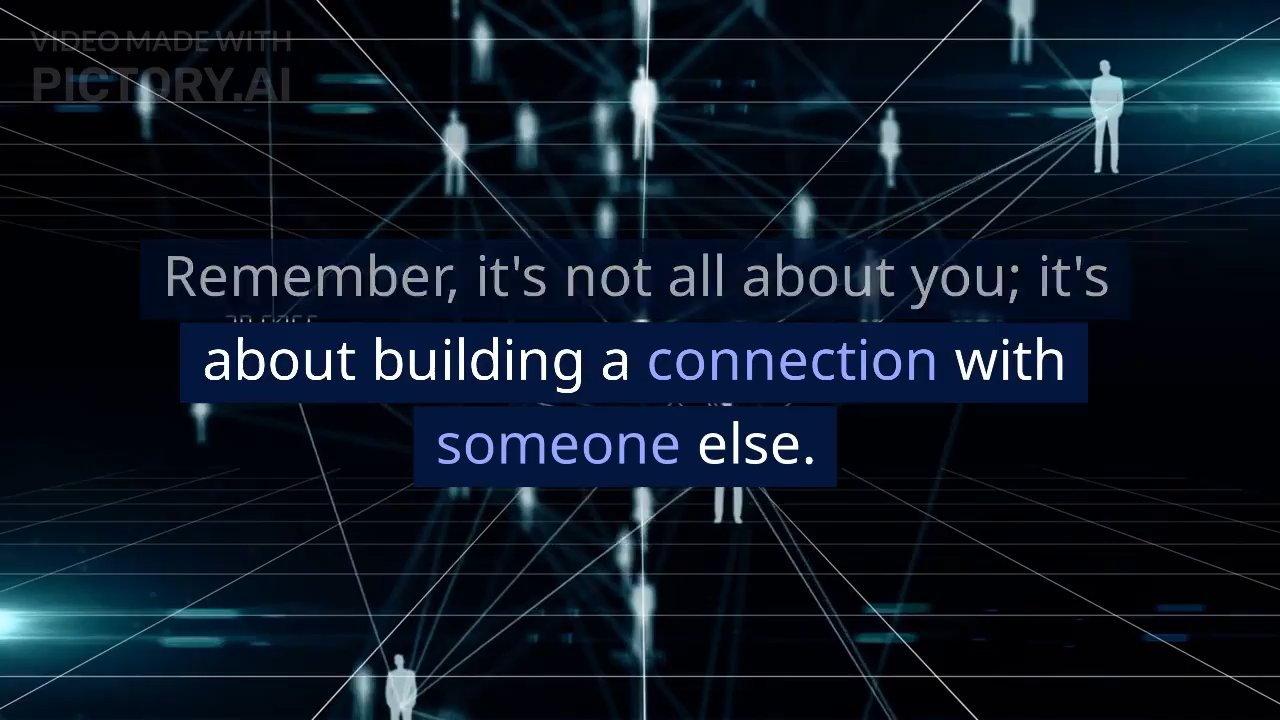 VIDEO MADE WITH
PICTORY.AI
Remember, it's not all about you; it's
about building a connection with
someone else.